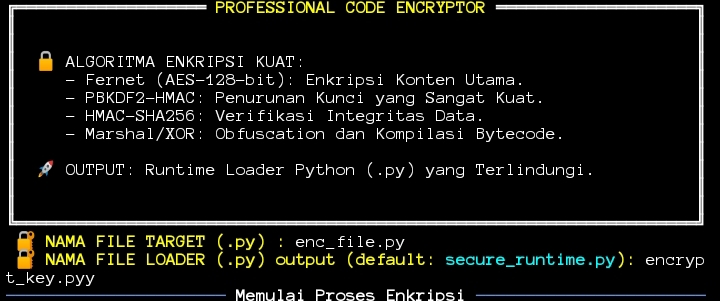 PROFESSIONAL CODE ENCRYPTOR
ALGORITMA ENKRIPSI KUAT:
- Fernet (AES-128-bit): Enkripsi Konten Utama.
- PBKDF2-HMAC: Penurunan Kunci yang Sangat Kuat.
- HMAC-SHA256: Verifikasi Integritas Data.
- Marshal/XOR: Obfuscation dan Kompilasi Bytecode.
OUTPUT: Runtime Loader Python (.py) yang Terlindungi.
NAMA FILE TARGET (.py) : enc_file.py
NAMA FILE LOADER (.py) output (default: secure_runtime.py): encryp
t_key.pyy
Memulai Proses Enkripsi